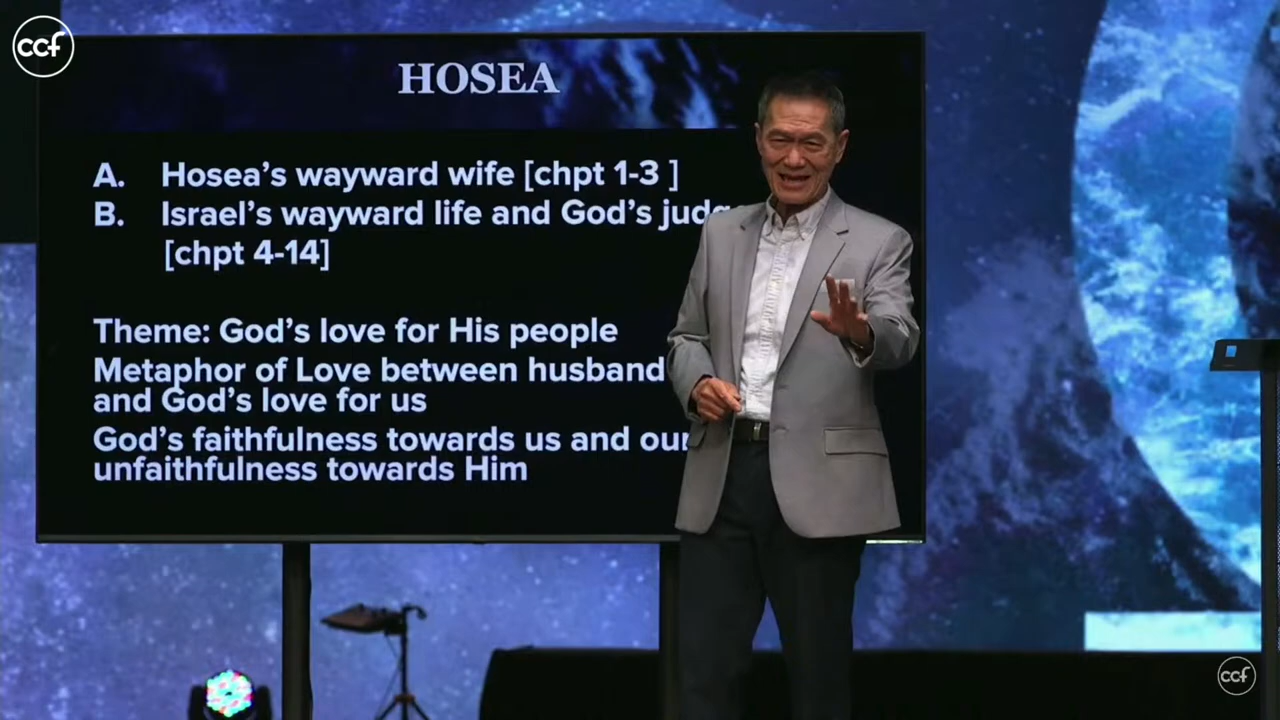 ccf
HOSEA
A. Hosea's wayward wife [chpt 1-3 ]
B. Israel's wayward life and God's
[chpt 4-14]
Theme: God's love for His people
Metaphor of Love between husband
and God's love for us
God's faithfulness towards us and our
unfaithfulness towards Him
ccf